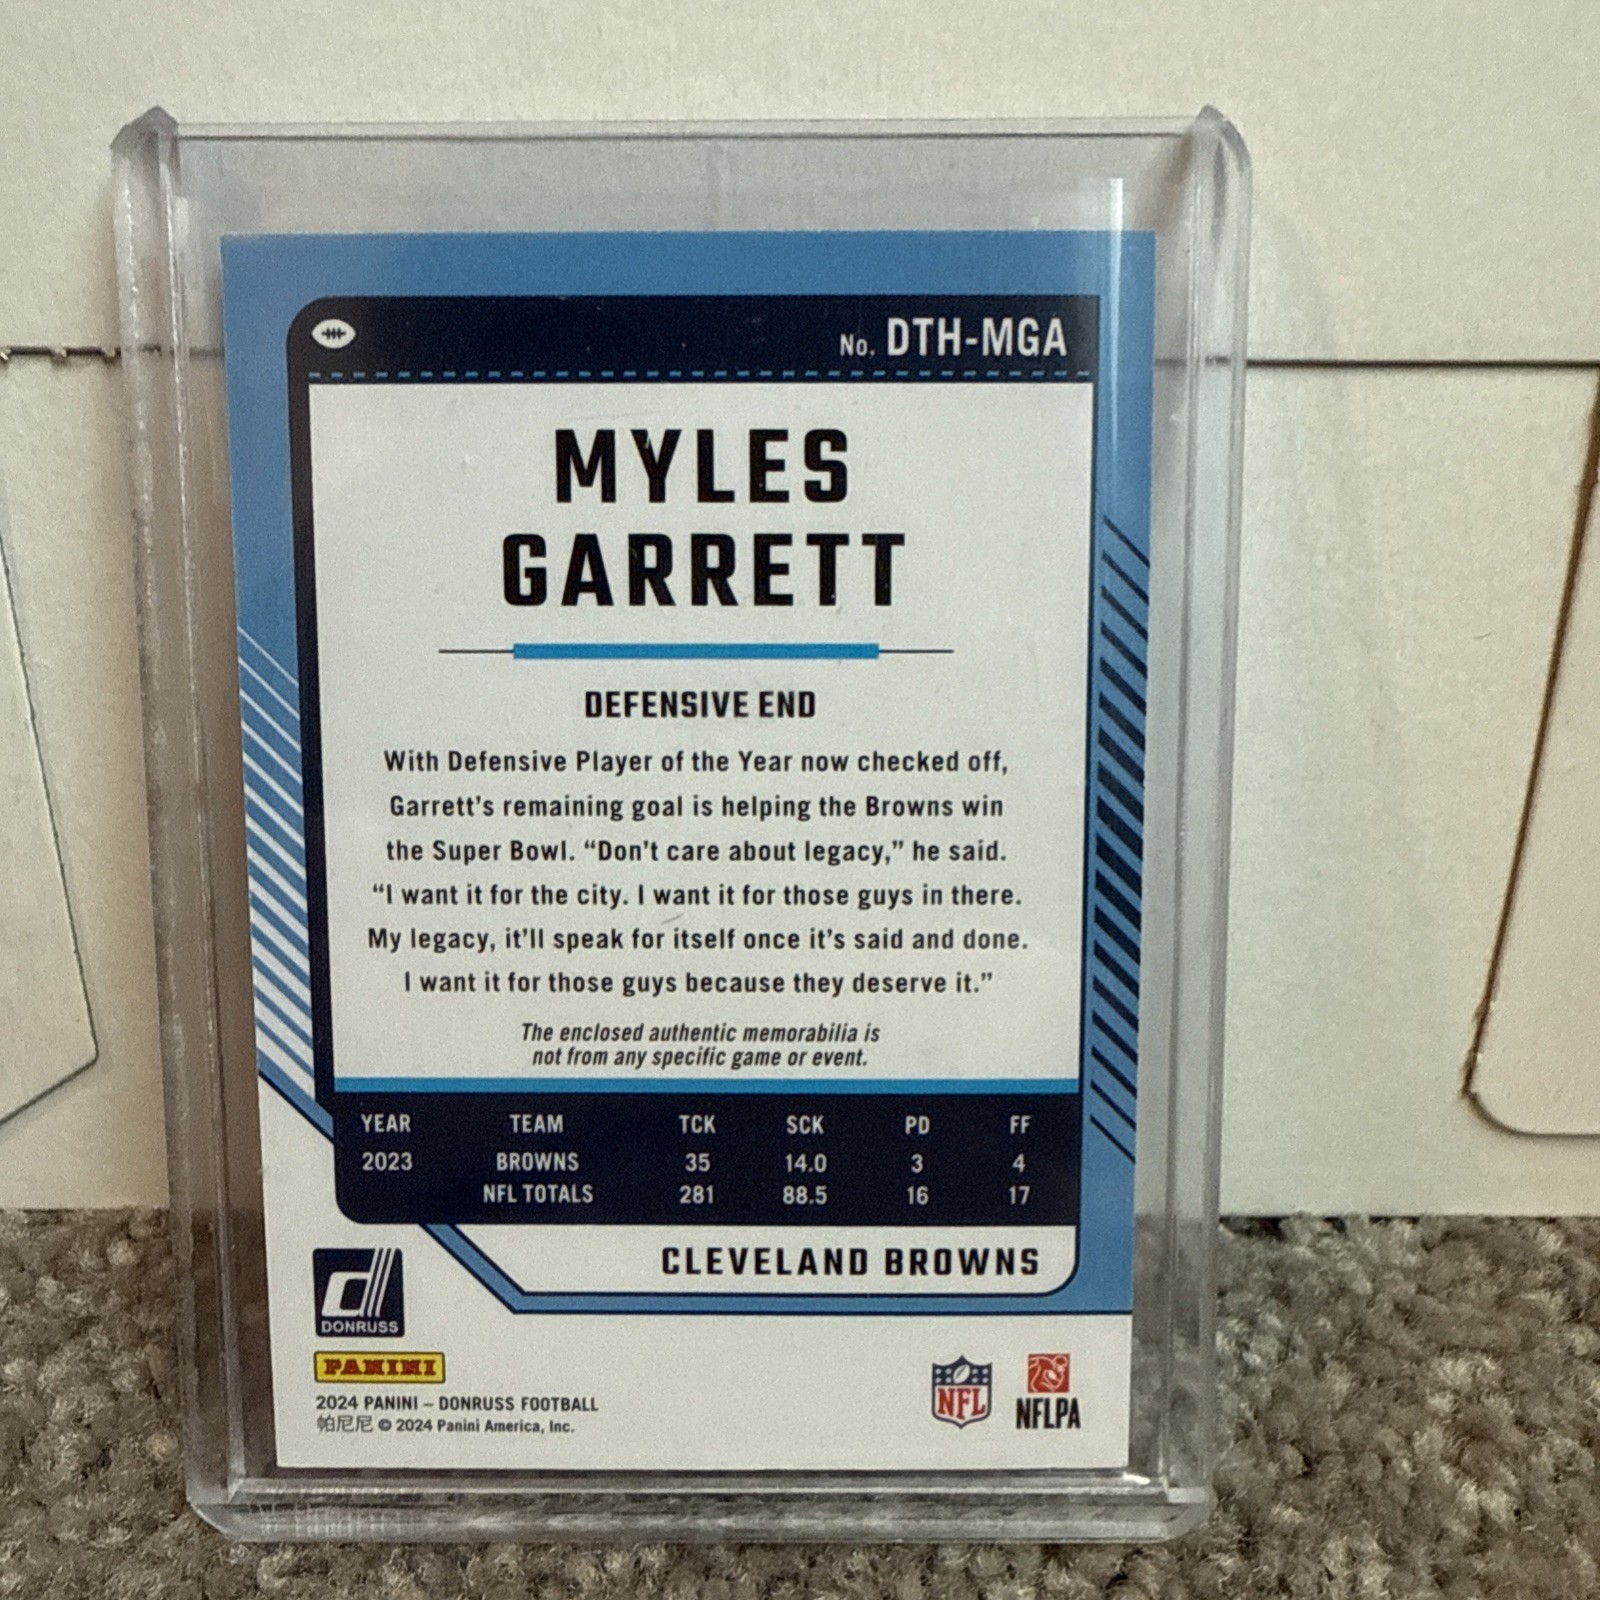 No. DTH-MGA
MYLES
GARRETT
DEFENSIVE END
With Defensive Player of the Year now checked off,
Garrett's remaining goal is helping the Browns win
the Super Bowl. “Don't care about legacy,” he said.
“I want it for the city. I want it for those guys in there.
My legacy, it'll speak for itself once it's said and done.
I want it for those guys because they deserve it.”
The enclosed authentic memorabilia is
not from any specific game or event.
YEAR TEAM TCK SCK PD FF
2023 BROWNS 35 14.0 3 4
NFL TOTALS 281 88.5 16 17
CLEVELAND BROWNS
DONRUSS
PANINI
2024 PANINI – DONRUSS FOOTBALL
帕尼尼 © 2024 Panini America, Inc.
NFL
NFLPA